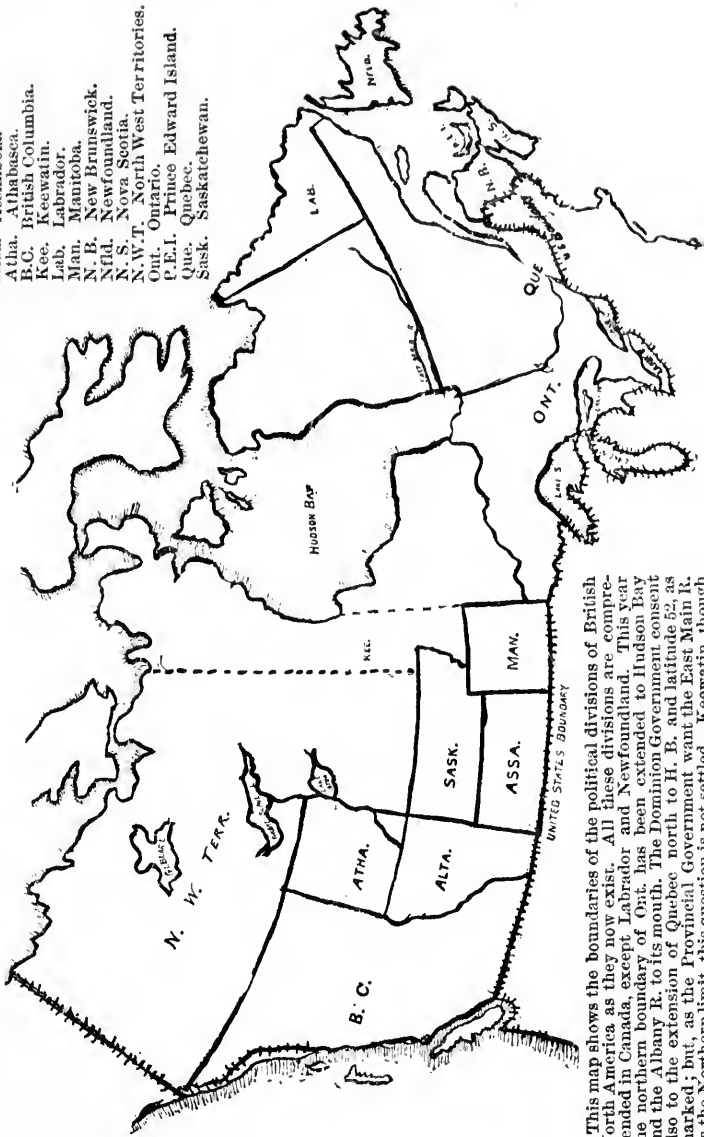 Atha. Athabasca.
B.C. British Columbia.
Kee. Keewatin.
Lab. Labrador.
Man. Manitoba.
N. B. New Brunswick.
Nfld. Newfoundland.
N. S. Nova Scotia.
N.W.T. North West Territories.
Ont. Ontario.
P.E.I. Prince Edward Island.
Que. Quebec.
Sask. Saskatchewan.
N. W. TERR.
B. C.
ATHA.
ALTA.
SASK.
ASSA.
MAN.
KEE.
HUDSON BAY
LAB.
NFLD.
QUE
ONT.
N. B.
UNITED STATES BOUNDARY
This map shows the boundaries of the political divisions of British
orth America as they now exist. All these divisions are compre-
ended in Canada, except Labrador and Newfoundland. This year
he northern boundary of Ont. has been extended to Hudson Bay
nd the Albany R. to its mouth. The Dominion Government consent
lso to the extension of Quebec north to H. B. and latitude 52, as
arked; but, as the Provincial Government want the East Main R.
s the Northern limit, this question is not settled. Keewatin, though